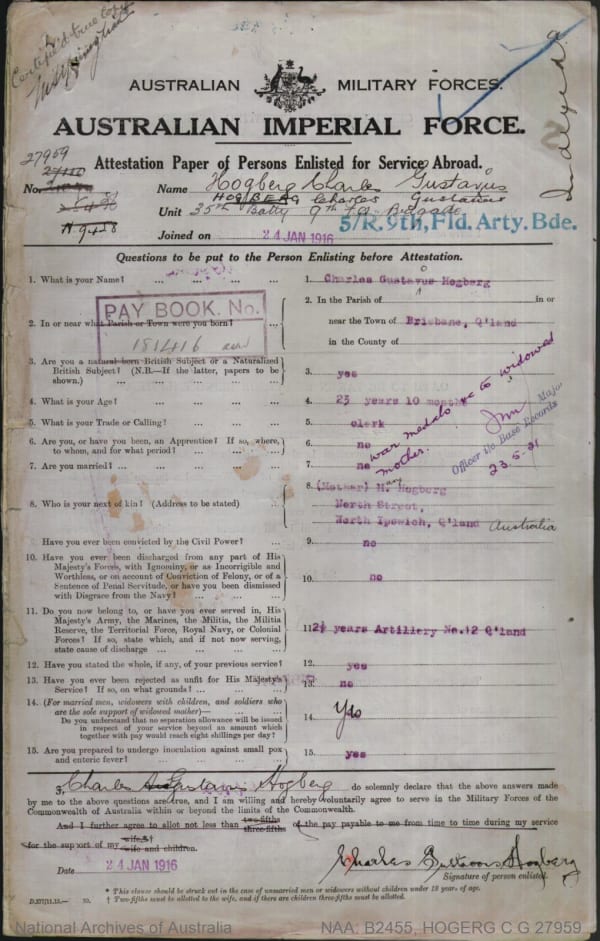 Certified true copy
Indexed.
AUSTRALIAN MILITARY FORCES.
AUSTRALIAN IMPERIAL FORCE.
Attestation Paper of Persons Enlisted for Service Abroad.
27959
No.
Name Hogberg Charles Gustavus
HOGBERG Charles Gustavus
Unit 35th Batty 9th Fd. Brigade
5/R. 9th, Fld. Arty. Bde.
Joined on 24 JAN 1916
Questions to be put to the Person Enlisting before Attestation.
1. What is your Name? ... ... ... ...
1. Charles Gustavus Hogberg
o
2. In or near what Parish or Town were you born? ...
2. In the Parish of in or
near the Town of Brisbane, Q'land
in the County of
PAY BOOK. No.
181416
3. Are you a natural born British Subject or a Naturalized
British Subject? (N.B.—If the latter, papers to be
shown.) ... ... ... ...
3. yes
4. What is your Age? ... ... ... ...
4. 23 years 10 months
5. What is your Trade or Calling? ... ... ...
5. clerk
6. Are you, or have you been, an Apprentice? If so, where,
to whom, and for what period? ... ... ...
6. no
7. Are you married? ... ... ... ...
7. no
war medals &c to widowed
mother.
Jm Major
Officer i/c Base Records
23.5.21
8. Who is your next of kin? (Address to be stated) ...
8. (Mother) M. Hogberg
ary
North Street,
North Ipswich, Q'land Australia
Have you ever been convicted by the Civil Power? ...
9. no
10. Have you ever been discharged from any part of His
Majesty's Forces, with Ignominy, or as Incorrigible and
Worthless, or on account of Conviction of Felony, or of a
Sentence of Penal Servitude, or have you been dismissed
with Disgrace from the Navy? ... ... ...
10. no
11. Do you now belong to, or have you ever served in, His
Majesty's Army, the Marines, the Militia, the Militia
Reserve, the Territorial Force, Royal Navy, or Colonial
Forces? If so, state which, and if not now serving,
state cause of discharge ... ... ...
11. 2½ years Artillery No. 12 Q'land
12. Have you stated the whole, if any, of your previous service?
12. yes
13. Have you ever been rejected as unfit for His Majesty's
Service? If so, on what grounds? ... ...
13. no
14. (For married men, widowers with children, and soldiers who
are the sole support of widowed mother)—
Do you understand that no separation allowance will be issued
in respect of your service beyond an amount which
together with pay would reach eight shillings per day?
14. Yes
15. Are you prepared to undergo inoculation against small pox
and enteric fever? ... ... ...
15. yes
I, Charles Gustavus Hogberg do solemnly declare that the above answers made
by me to the above questions are true, and I am willing and hereby voluntarily agree to serve in the Military Forces of the
Commonwealth of Australia within or beyond the limits of the Commonwealth.
And I further agree to allot not less than two-fifths three-fifths of the pay payable to me from time to time during my service
for the support of my wife wife and children.
Date 24 JAN 1916
Charles Gustavus Hogberg
Signature of person enlisted.
* This clause should be struck out in the case of unmarried men or widowers without children under 18 years of age.
† Two-fifths must be allotted to the wife, and if there are children three-fifths must be allotted.
National Archives of Australia
NAA: B2455, HOGERG C G 27959